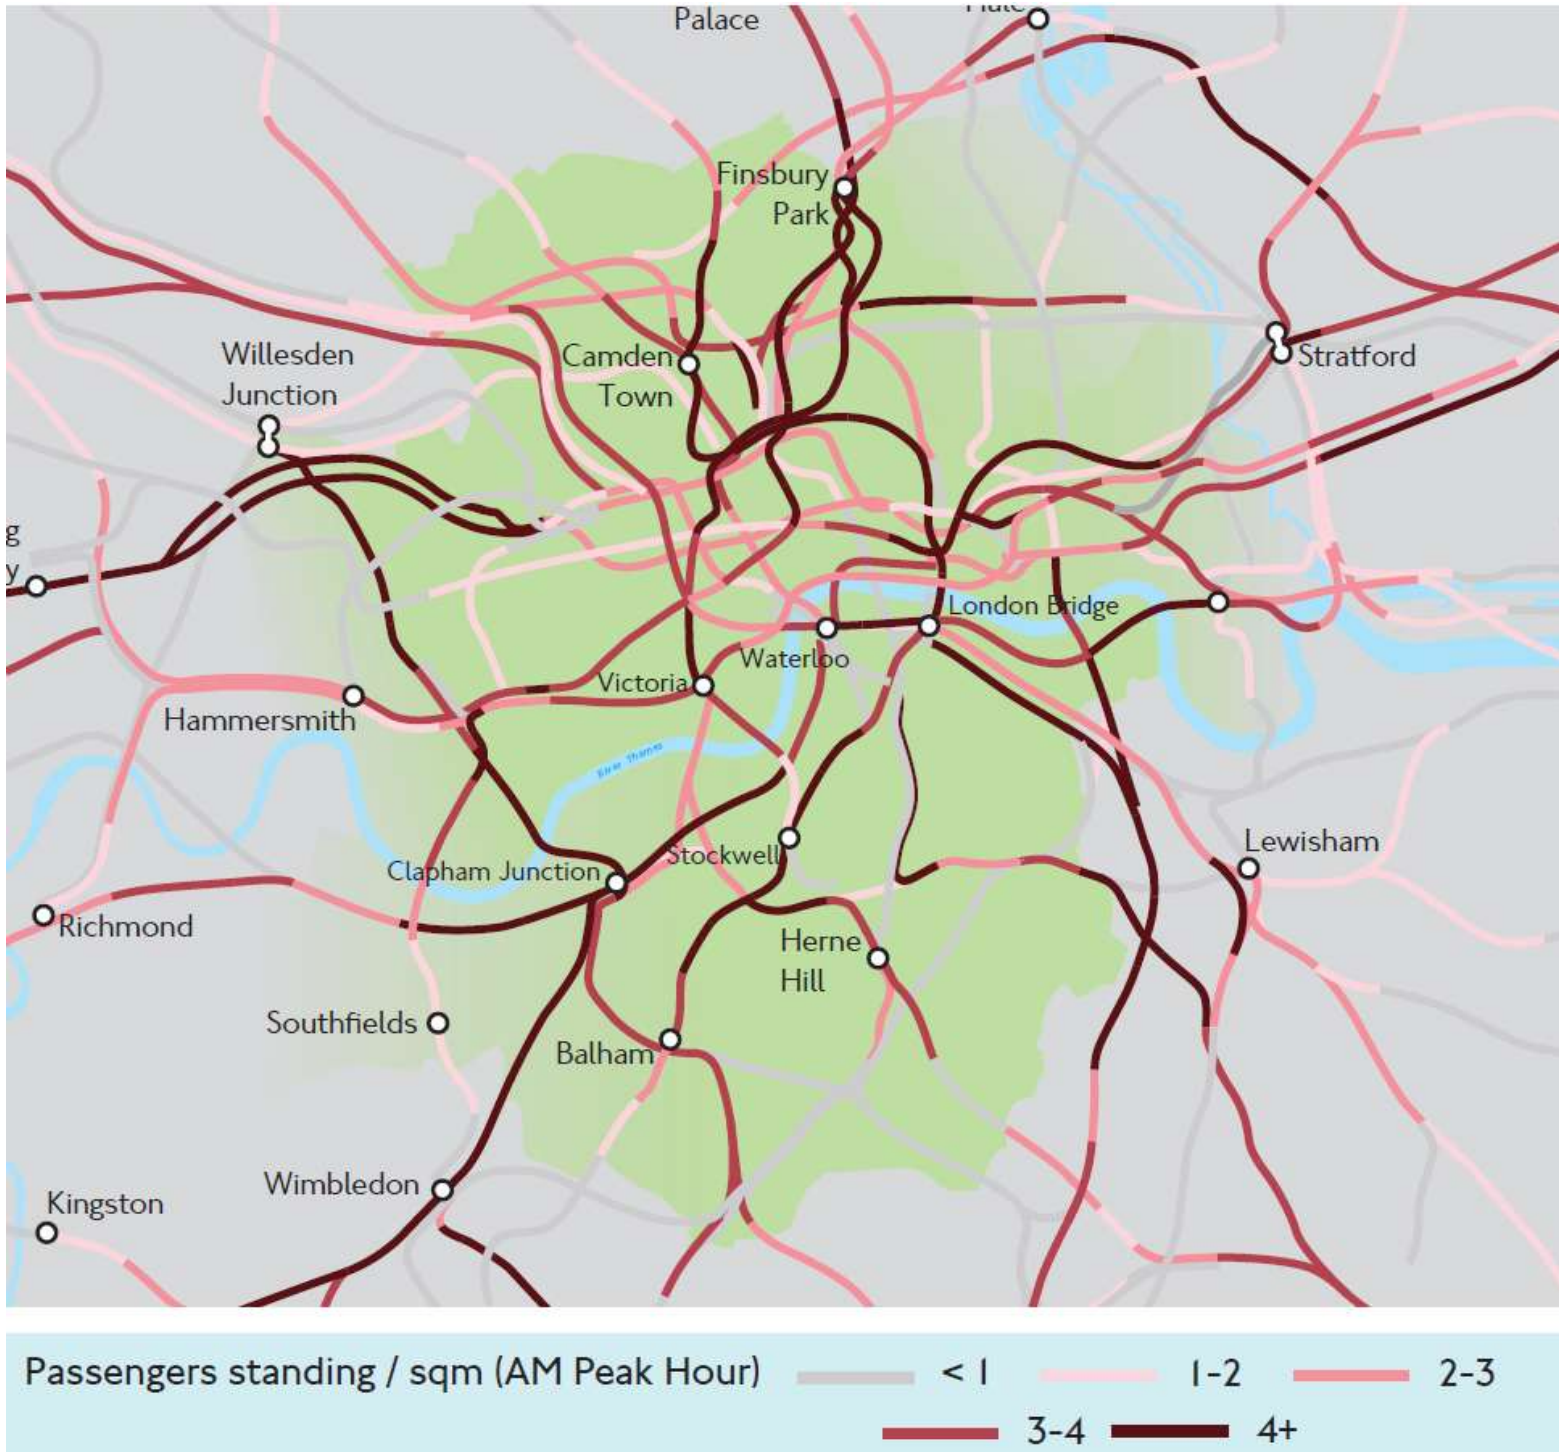 Palace
Finsbury
Park
Willesden
Junction
Camden
Town
Stratford
g
y
London Bridge
Waterloo
Victoria
Hammersmith
River Thames
Stockwell
Lewisham
Clapham Junction
Richmond
Herne
Hill
Southfields
Balham
Wimbledon
Kingston
Passengers standing / sqm (AM Peak Hour) < 1 1-2 2-3
3-4 4+